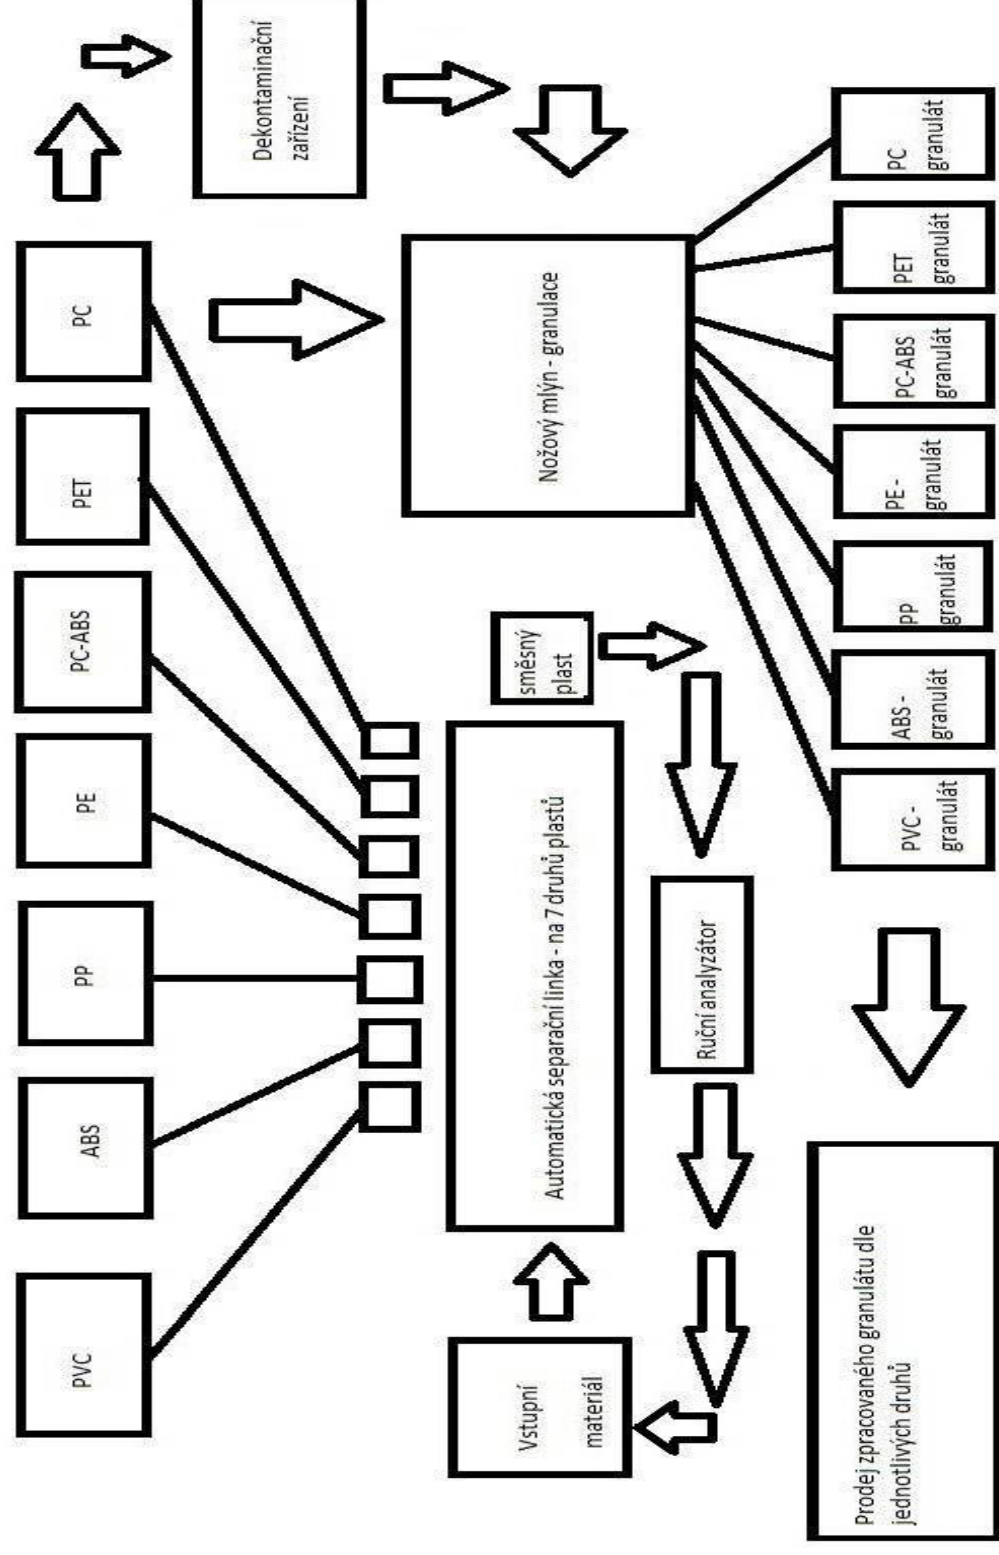 PVC
ABS
PP
PE
PC-ABS
PET
PC
Dekontaminační
zařízení
Vstupní
materiál
Automatická separační linka - na 7 druhů plastů
směsný
plast
Nožový mlýn - granulace
Ruční analyzátor
Prodej zpracovaného granulátu dle
jednotlivých druhů
PVC -
granulát
ABS -
granulát
PP
granulát
PE -
granulát
PC-ABS
granulát
PET
granulát
PC
granulát